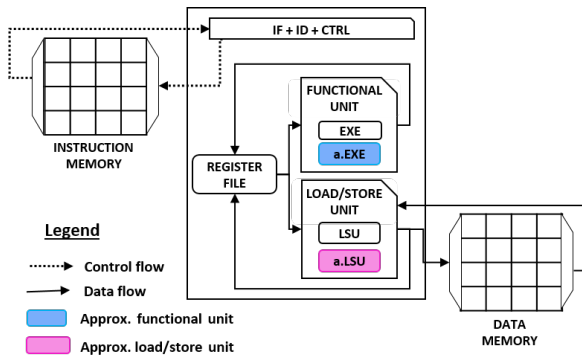 IF + ID + CTRL
INSTRUCTION
MEMORY
FUNCTIONAL
UNIT
EXE
a.EXE
REGISTER
FILE
LOAD/STORE
UNIT
LSU
a.LSU
DATA
MEMORY
Legend
Control flow
Data flow
Approx. functional unit
Approx. load/store unit